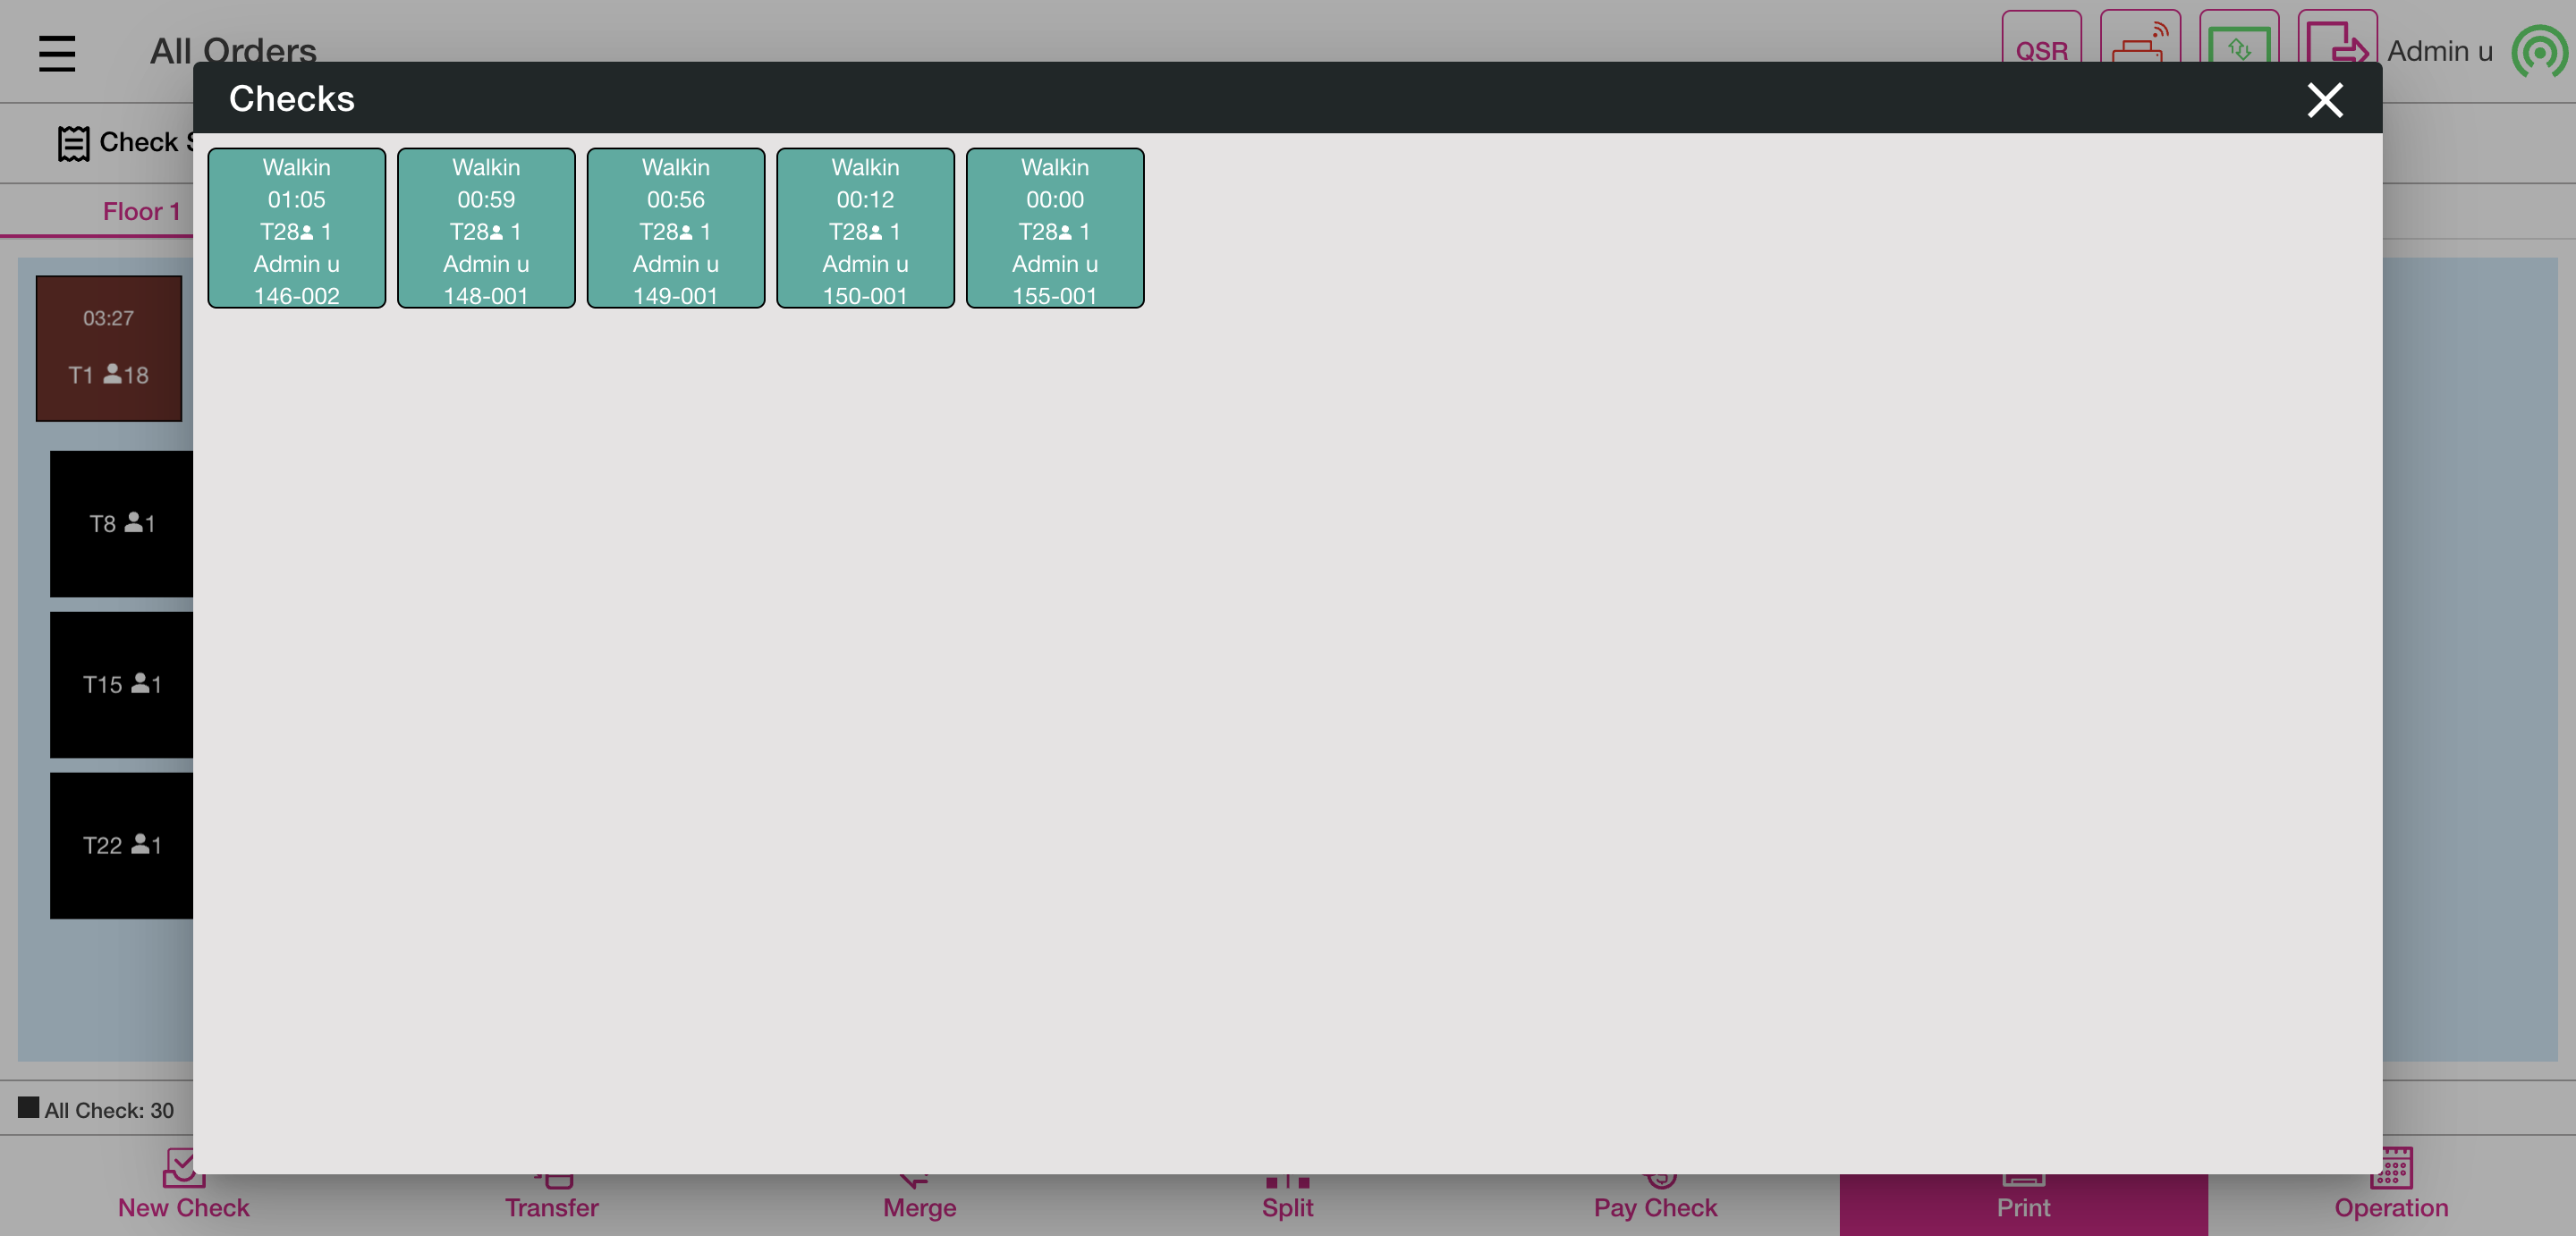 All Orders
QSR
Admin u
Checks
Check
Floor 1
Walkin
01:05
T28 1
Admin u
146-002
Walkin
00:59
T28 1
Admin u
148-001
Walkin
00:56
T28 1
Admin u
149-001
Walkin
00:12
T28 1
Admin u
150-001
Walkin
00:00
T28 1
Admin u
155-001
03:27
T1 18
T8 1
T15 1
T22 1
All Check: 30
New Check
Transfer
Merge
Split
Pay Check
Print
Operation